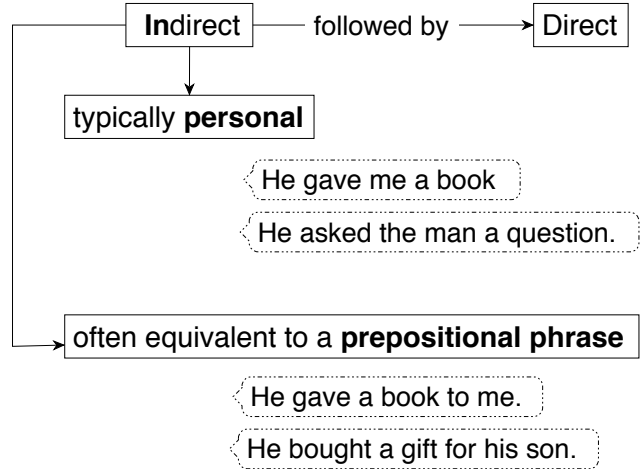 Indirect followed by Direct
typically personal
He gave me a book
He asked the man a question.
often equivalent to a prepositional phrase
He gave a book to me.
He bought a gift for his son.